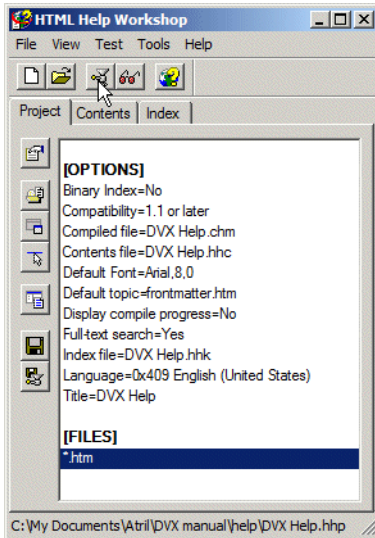 HTML Help Workshop
File View Test Tools Help
Project Contents Index
[OPTIONS]
Binary Index=No
Compatibility=1.1 or later
Compiled file=DVX Help.chm
Contents file=DVX Help.hhc
Default Font=Arial,8,0
Default topic=frontmatter.htm
Display compile progress=No
Full-text search=Yes
Index file=DVX Help.hhk
Language=0x409 English (United States)
Title=DVX Help
[FILES]
*.htm
C:\My Documents\Atril\DVX manual\help\DVX Help.hhp